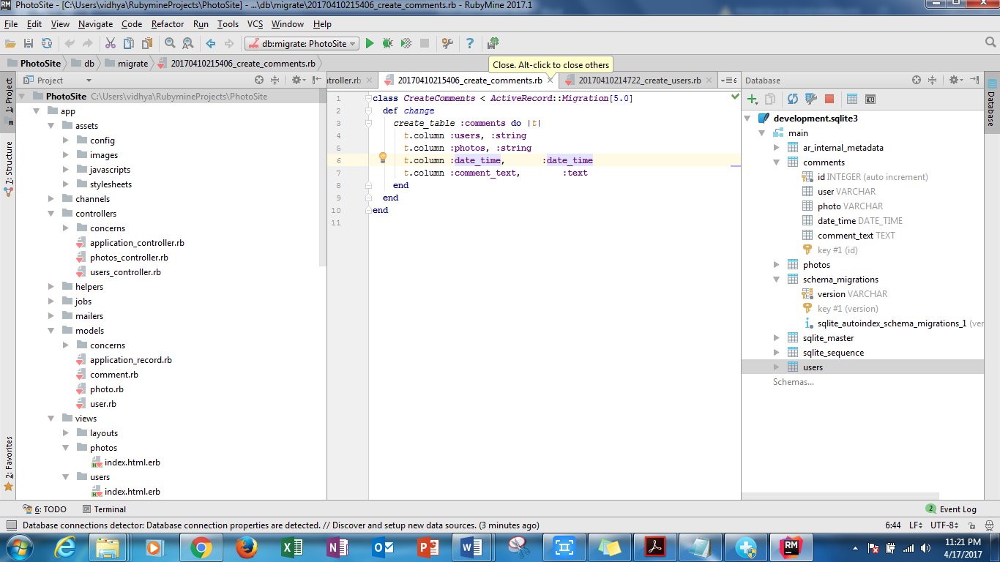 PhotoSite - [C:\Users\vidhya\RubymineProjects\PhotoSite] - ...\db\migrate\20170410215406_create_comments.rb - RubyMine 2017.1
File Edit View Navigate Code Refactor Run Tools VCS Window Help
db:migrate: PhotoSite
PhotoSite db migrate 20170410215406_create_comments.rb
Close. Alt-click to close others
1: Project
7: Structure
2: Favorites
Project
PhotoSite C:\Users\vidhya\RubymineProjects\PhotoSite
app
assets
config
images
javascripts
stylesheets
channels
controllers
concerns
application_controller.rb
photos_controller.rb
users_controller.rb
helpers
jobs
mailers
models
concerns
application_record.rb
comment.rb
photo.rb
user.rb
views
layouts
photos
index.html.erb
users
index.html.erb
ntroller.rb 20170410215406_create_comments.rb 20170410214722_create_users.rb 6
1 class CreateComments < ActiveRecord::Migration[5.0]
2 def change
3 create_table :comments do |t|
4 t.column :users, :string
5 t.column :photos, :string
6 t.column :date_time, :date_time
7 t.column :comment_text, :text
8 end
9 end
10 end
11
Database
development.sqlite3
main
ar_internal_metadata
comments
id INTEGER (auto increment)
user VARCHAR
photo VARCHAR
date_time DATE_TIME
comment_text TEXT
key #1 (id)
photos
schema_migrations
version VARCHAR
key #1 (version)
sqlite_autoindex_schema_migrations_1 (ver
sqlite_master
sqlite_sequence
users
Schemas...
Database
6: TODO Terminal
2 Event Log
Database connections detector: Database connection properties are detected. // Discover and setup new data sources. (3 minutes ago)
6:44 LF UTF-8
11:21 PM
4/17/2017